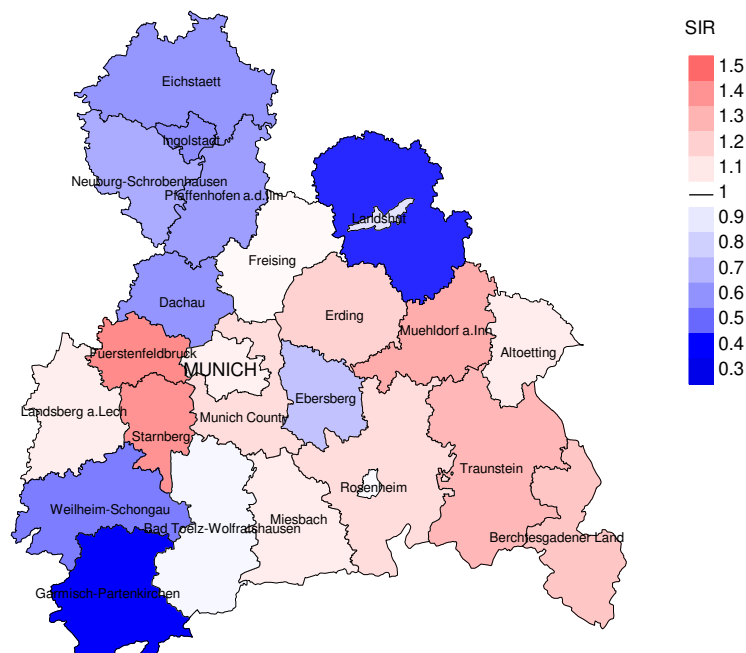 SIR
1.5
1.4
1.3
1.2
1.1
1
0.9
0.8
0.7
0.6
0.5
0.4
0.3
Eichstaett
Ingolstadt
Neuburg-Schrobenhausen
Pfaffenhofen a.d.Ilm
Landshut
Freising
Dachau
Erding
Muehldorf a.Inn
Fuerstenfeldbruck
Altoetting
MUNICH
Ebersberg
Landsberg a.Lech
Munich County
Starnberg
Traunstein
Rosenheim
Weilheim-Schongau
Miesbach
Bad Toelz-Wolfratshausen
Berchtesgadener Land
Garmisch-Partenkirchen